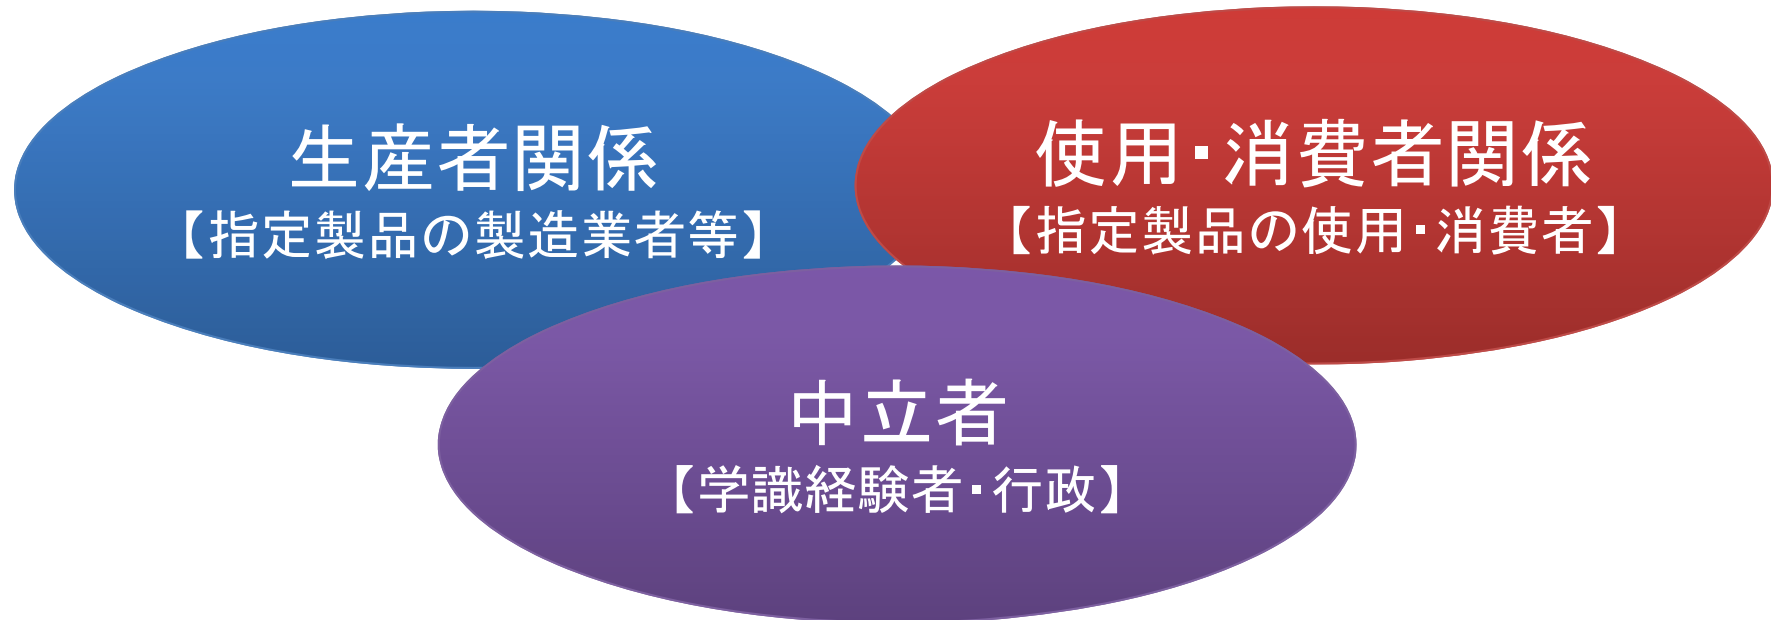 生産者関係
【指定製品の製造業者等】
使用・消費者関係
【指定製品の使用・消費者】
中立者
【学識経験者・行政】